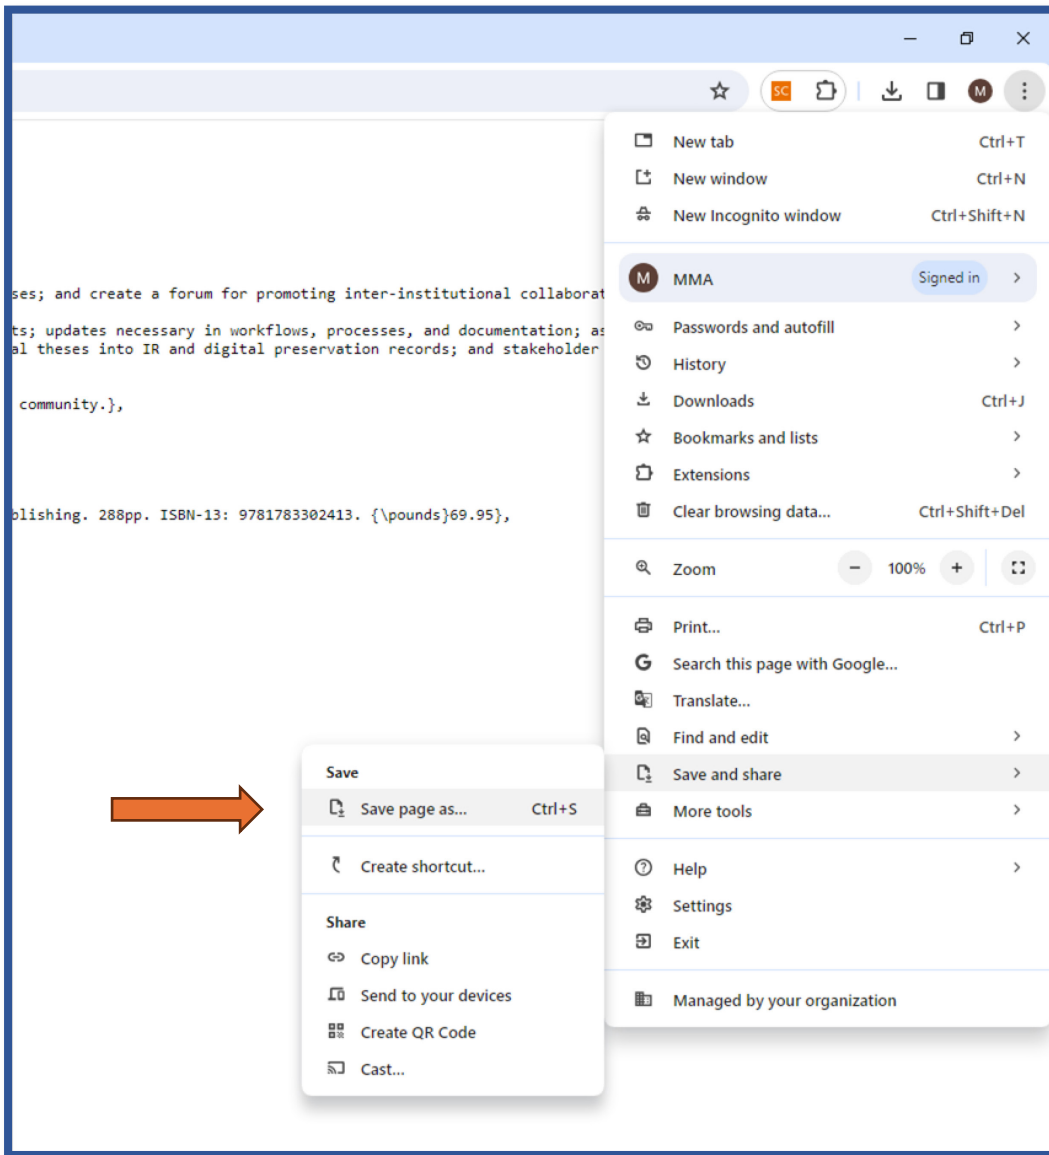 SC
M
ses; and create a forum for promoting inter-institutional collaborat
ts; updates necessary in workflows, processes, and documentation; as
al theses into IR and digital preservation records; and stakeholder
community.},
blishing. 288pp. ISBN-13: 9781783302413. {\pounds}69.95},
New tab Ctrl+T
New window Ctrl+N
New Incognito window Ctrl+Shift+N
M MMA Signed in
Passwords and autofill
History
Downloads Ctrl+J
Bookmarks and lists
Extensions
Clear browsing data... Ctrl+Shift+Del
Zoom - 100% +
Print... Ctrl+P
G Search this page with Google...
Translate...
Find and edit
Save and share
More tools
Help
Settings
Exit
Managed by your organization
Save
Save page as... Ctrl+S
Create shortcut...
Share
Copy link
Send to your devices
Create QR Code
Cast...